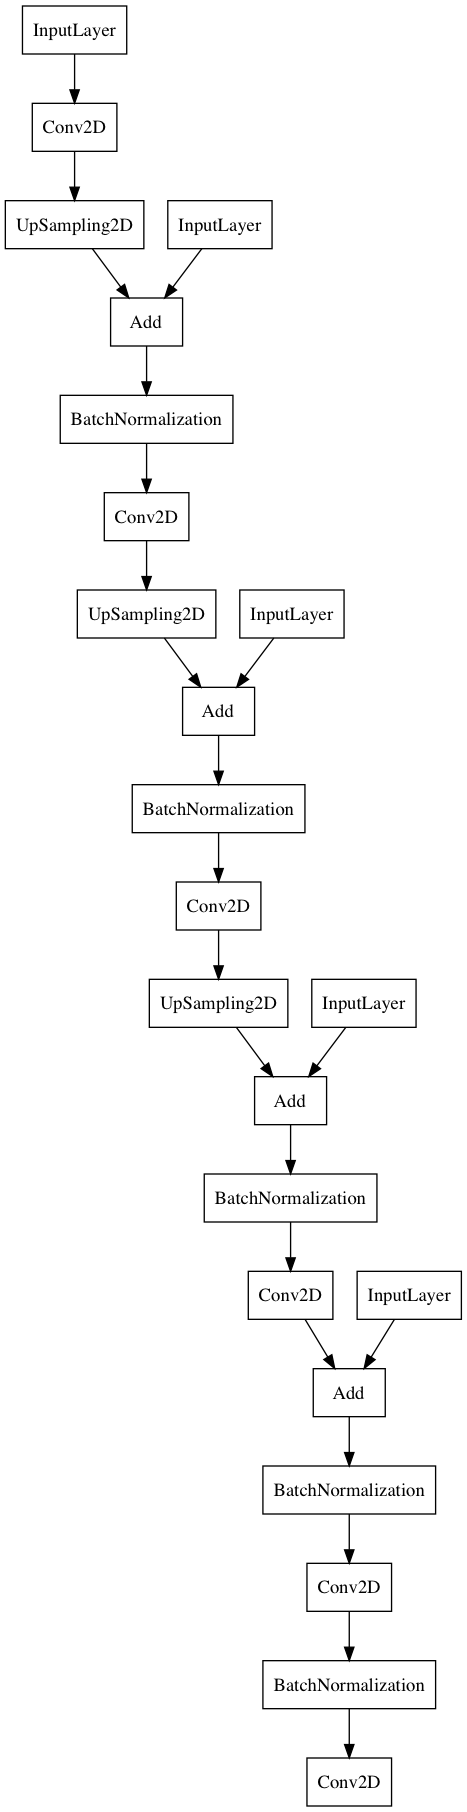 InputLayer
Conv2D
UpSampling2D
InputLayer
Add
BatchNormalization
Conv2D
UpSampling2D
InputLayer
Add
BatchNormalization
Conv2D
UpSampling2D
InputLayer
Add
BatchNormalization
Conv2D
InputLayer
Add
BatchNormalization
Conv2D
BatchNormalization
Conv2D